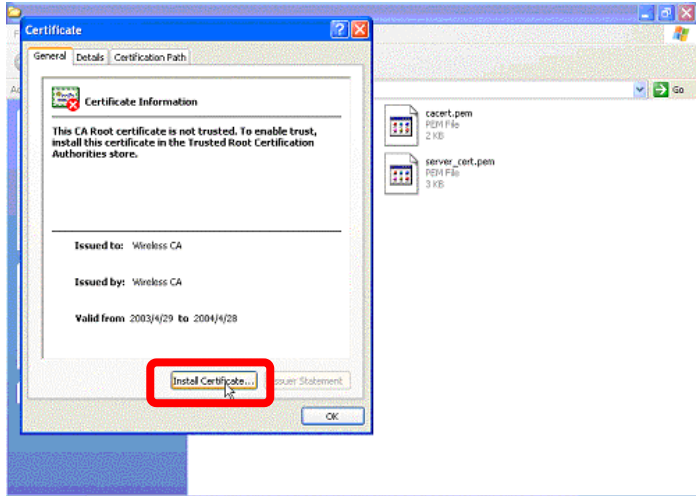 Certificate
General Details Certification Path
Go
Certificate Information
This CA Root certificate is not trusted. To enable trust,
install this certificate in the Trusted Root Certification
Authorities store.
Issued to: Wireless CA
Issued by: Wireless CA
Valid from 2003/4/29 to 2004/4/28
Install Certificate...
Statement
OK
cacert.pem
PEM File
2 KB
server_cert.pem
PEM File
3 KB